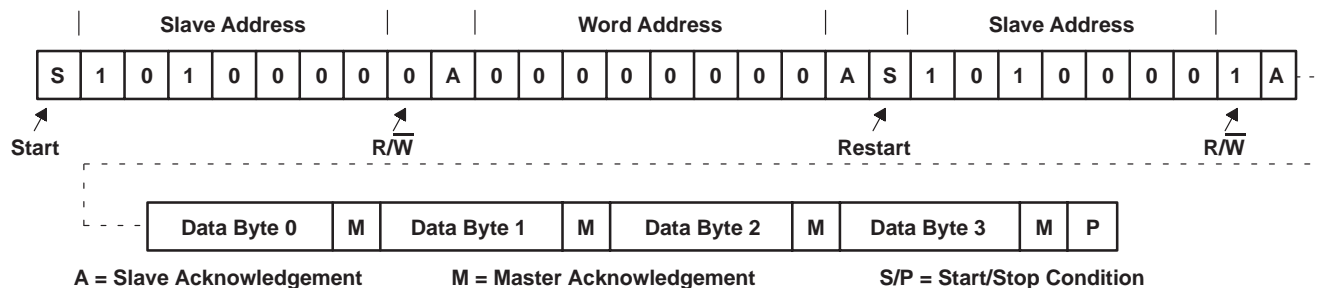 Slave Address Word Address Slave Address
S 1 0 1 0 0 0 0 0 A 0 0 0 0 0 0 0 0 A S 1 0 1 0 0 0 0 1 A
Start R/W̅ Restart R/W̅
Data Byte 0 M Data Byte 1 M Data Byte 2 M Data Byte 3 M P
A = Slave Acknowledgement M = Master Acknowledgement S/P = Start/Stop Condition